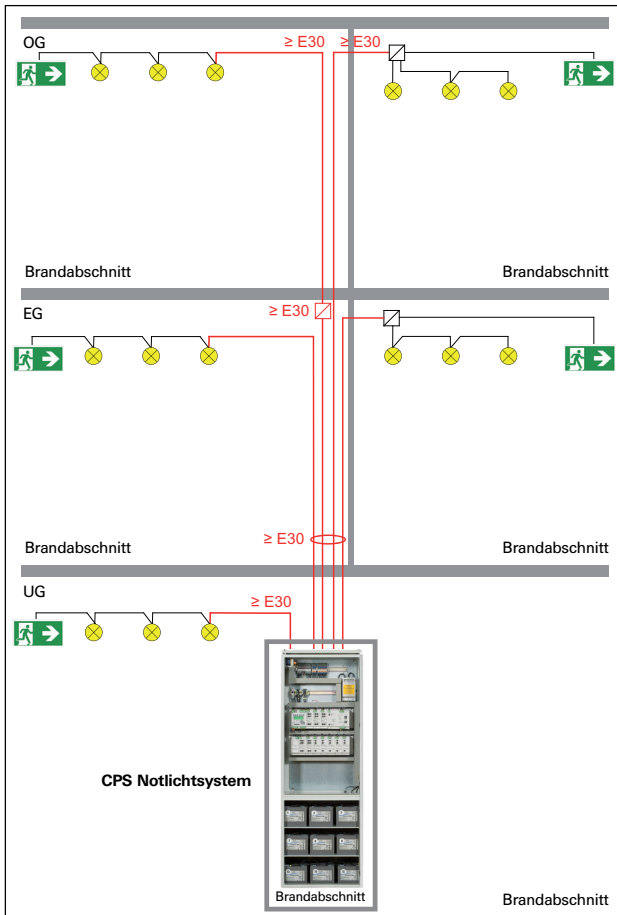 OG
≥ E30
≥ E30
Brandabschnitt
Brandabschnitt
EG
≥ E30
Brandabschnitt
≥ E30
Brandabschnitt
UG
≥ E30
CPS Notlichtsystem
Brandabschnitt
Brandabschnitt